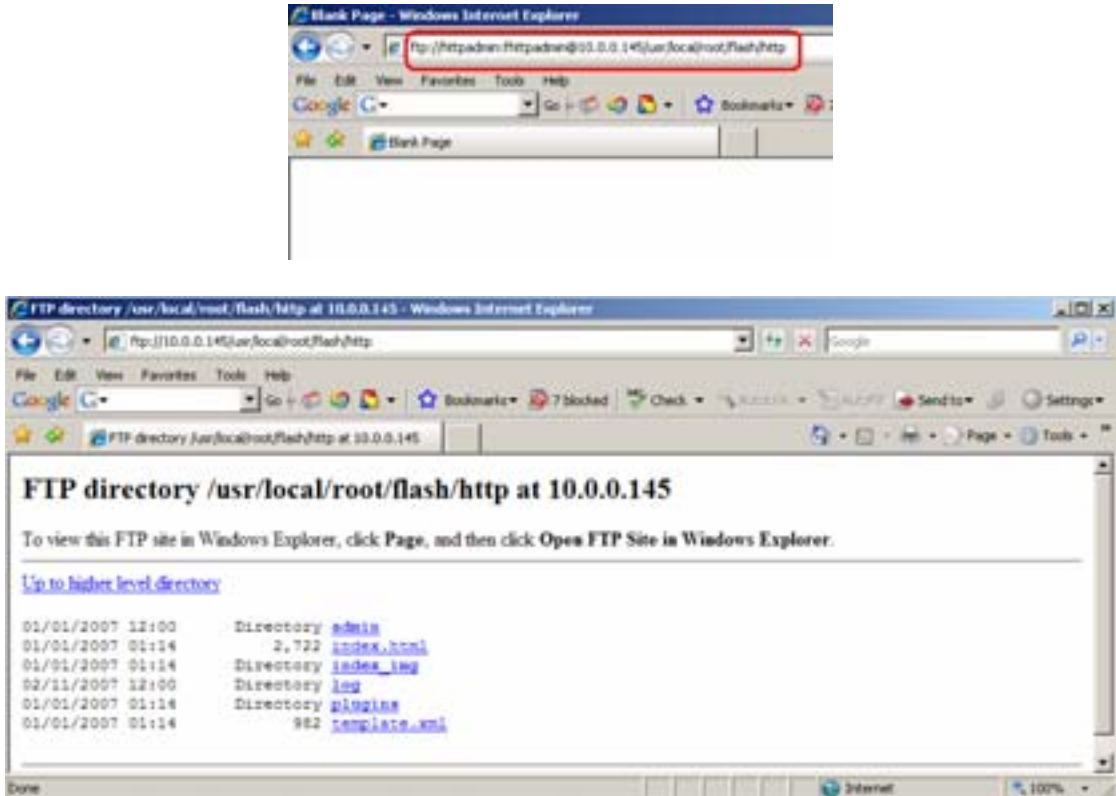 Blank Page - Windows Internet Explorer
ftp://httpadmin:fhttpadmin@10.0.0.145/usr/local/root/flash/http
File Edit View Favorites Tools Help
Google G Go Bookmarks
Blank Page
FTP directory /usr/local/root/flash/http at 10.0.0.145 - Windows Internet Explorer
ftp://10.0.0.145/usr/local/root/flash/http Google
File Edit View Favorites Tools Help
Google G Go Bookmarks 7 blocked Check Send to Settings
FTP directory /usr/local/root/flash/http at 10.0.0.145 Page Tools
FTP directory /usr/local/root/flash/http at 10.0.0.145
To view this FTP site in Windows Explorer, click Page, and then click Open FTP Site in Windows Explorer.
Up to higher level directory
01/01/2007 12:00 Directory admin
01/01/2007 01:14 2,722 index.html
01/01/2007 01:14 Directory index_img
02/11/2007 12:00 Directory log
01/01/2007 01:14 Directory plugins
01/01/2007 01:14 982 template.xml
Done Internet 100%